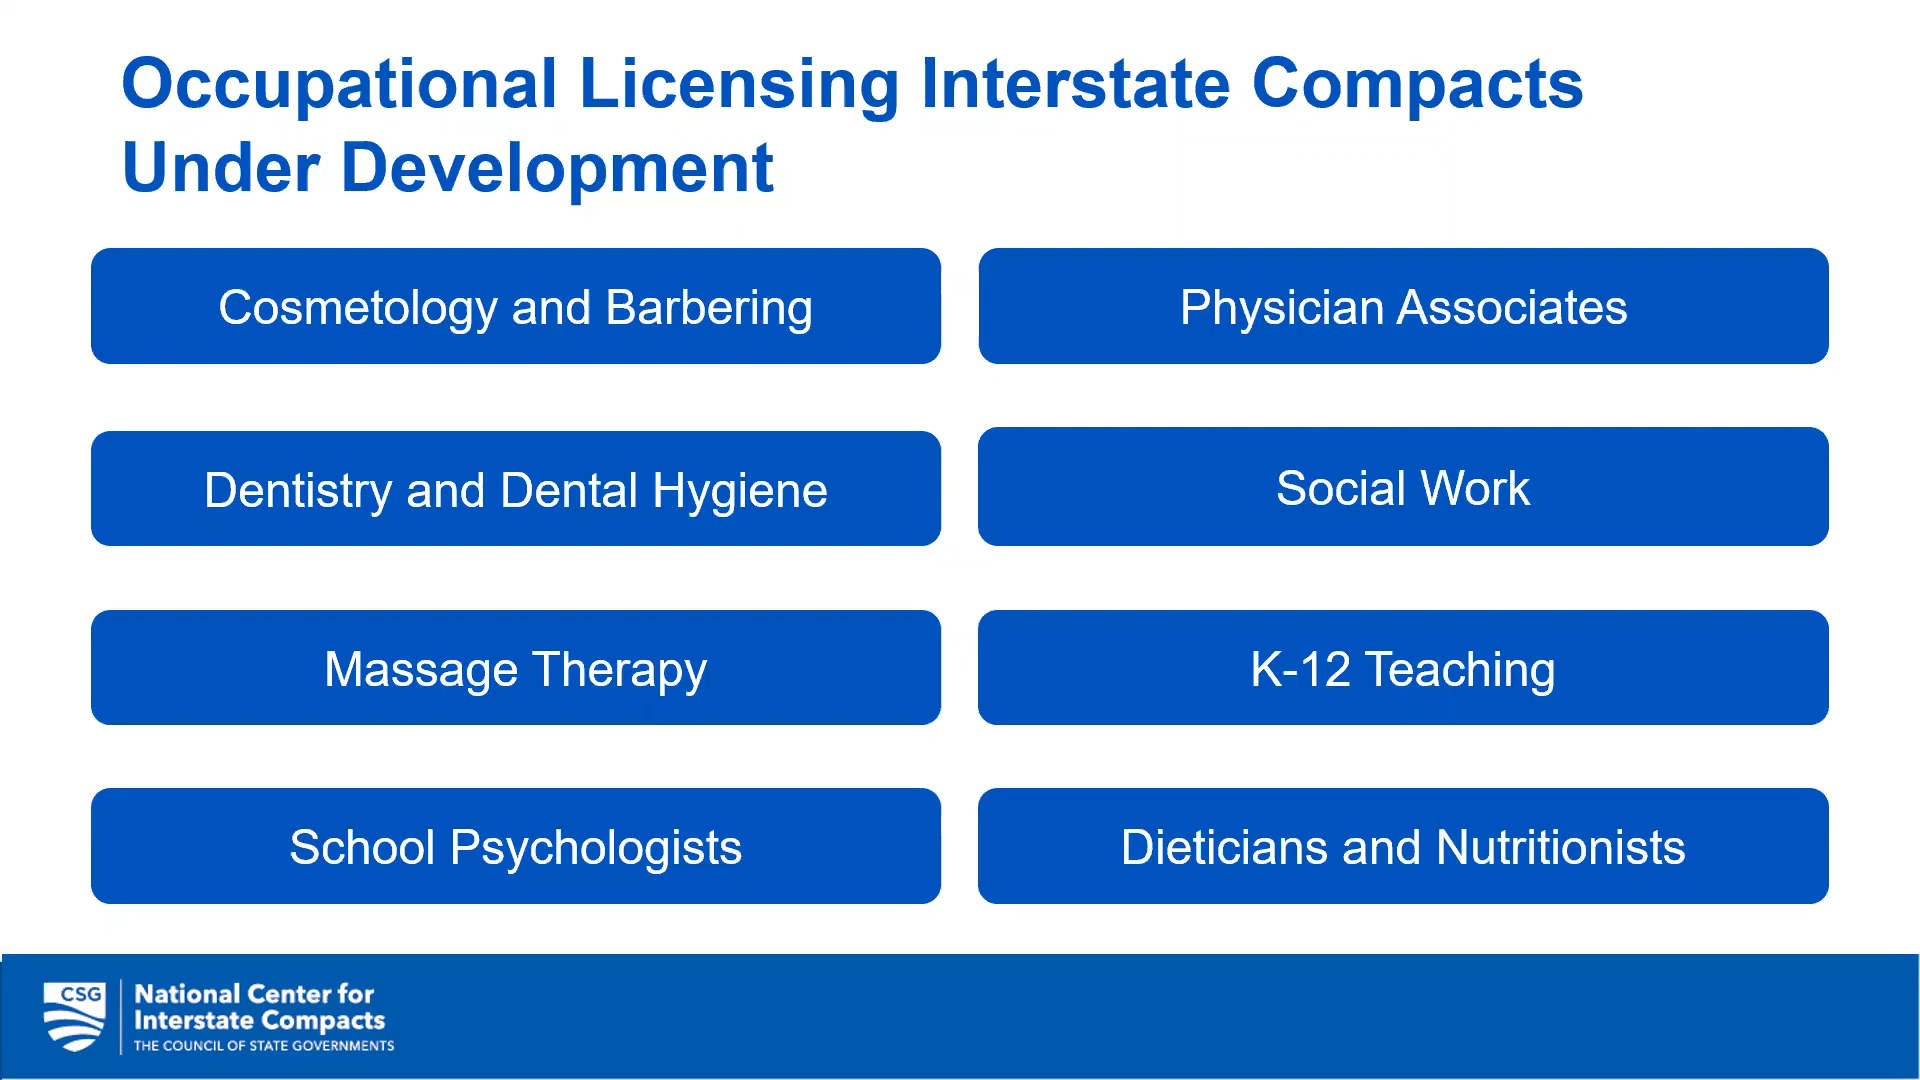 Occupational Licensing Interstate Compacts
Under Development
Cosmetology and Barbering
Physician Associates
Dentistry and Dental Hygiene
Social Work
Massage Therapy
K-12 Teaching
School Psychologists
Dieticians and Nutritionists
CSG
National Center for
Interstate Compacts
THE COUNCIL OF STATE GOVERNMENTS